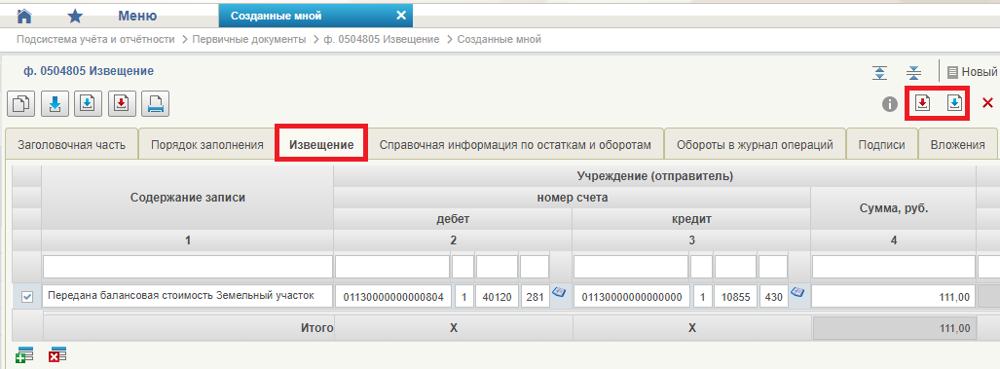 Меню Созданные мной
Подсистема учёта и отчётности > Первичные документы > ф. 0504805 Извещение > Созданные мной
ф. 0504805 Извещение Новый
Заголовочная часть Порядок заполнения Извещение Справочная информация по остаткам и оборотам Обороты в журнал операций Подписи Вложения
Учреждение (отправитель)
Содержание записи номер счета Сумма, руб.
дебет кредит
1 2 3 4
Передана балансовая стоимость Земельный участок 01130000000000804 1 40120 281 01130000000000000 1 10855 430 111,00
Итого X X 111,00